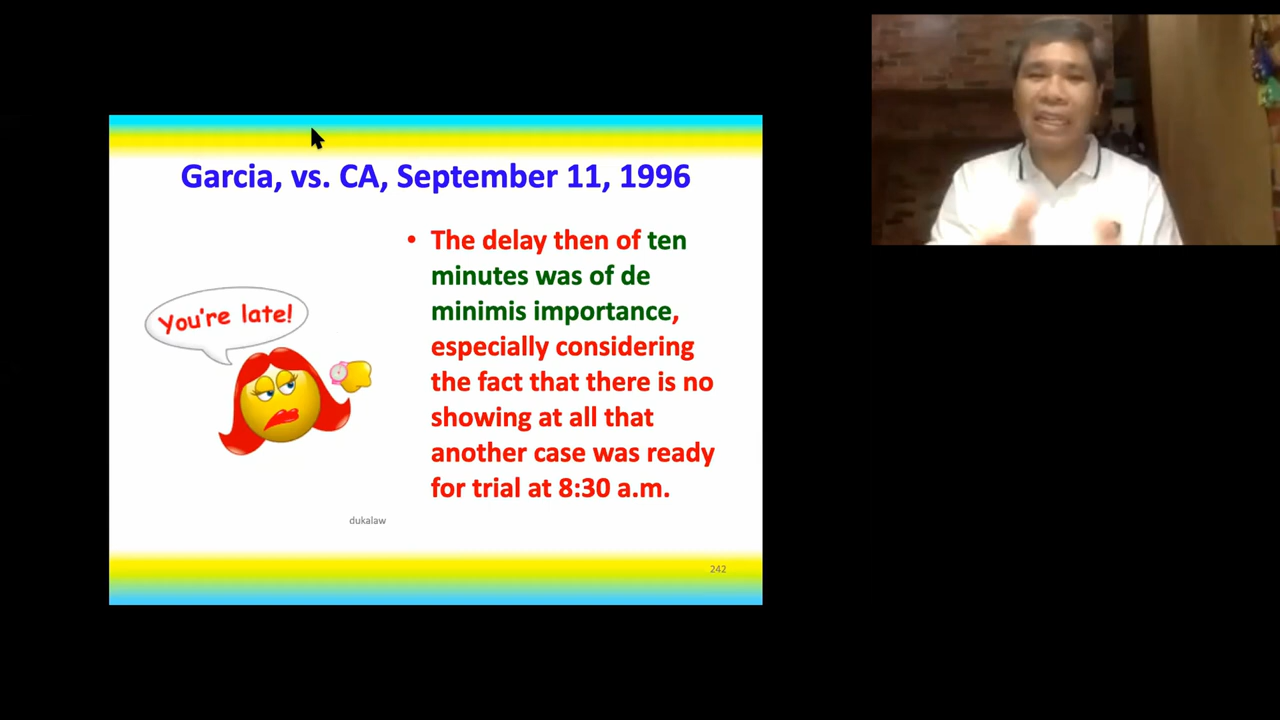 Garcia, vs. CA, September 11, 1996
• The delay then of ten
minutes was of de
minimis importance,
especially considering
the fact that there is no
showing at all that
another case was ready
for trial at 8:30 a.m.
You're late!
dukalaw
242